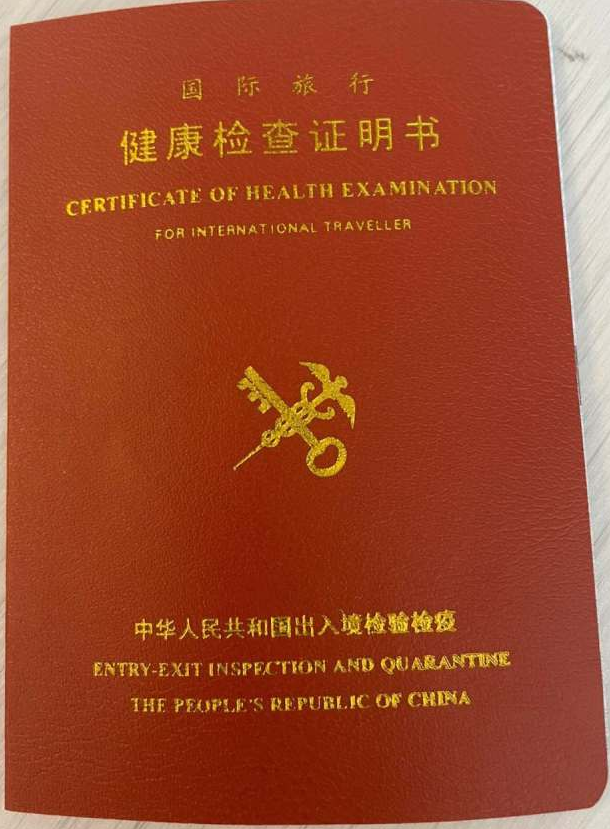 国际旅行
健康检查证明书
CERTIFICATE OF HEALTH EXAMINATION
FOR INTERNATIONAL TRAVELLER
中华人民共和国出入境检验检疫
ENTRY-EXIT INSPECTION AND QUARANTINE
THE PEOPLE'S REPUBLIC OF CHINA